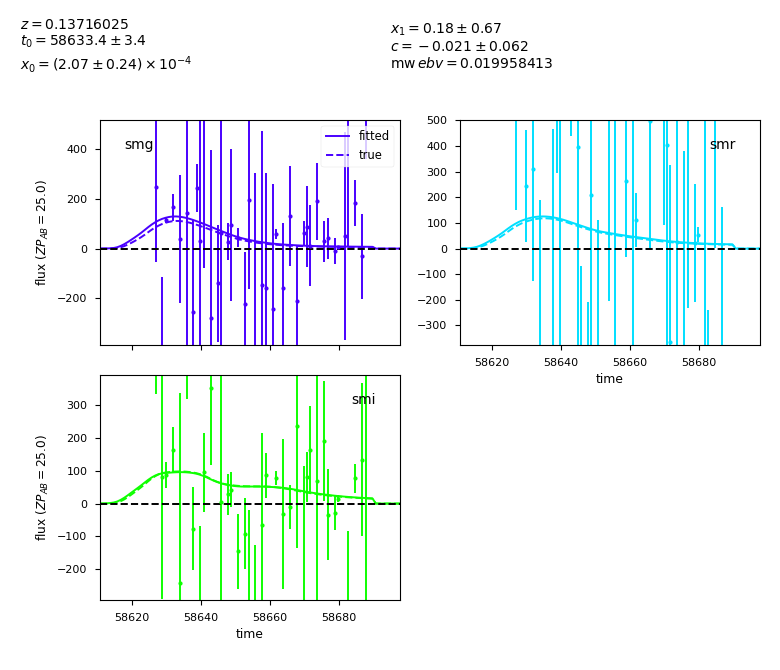 z = 0.13716025
t₀ = 58633.4 ± 3.4
x₀ = (2.07 ± 0.24) × 10⁻⁴
x₁ = 0.18 ± 0.67
c = −0.021 ± 0.062
mw ebv = 0.019958413
smg
fitted
true
400
200
0
−200
flux (ZP_AB = 25.0)
smr
500
400
300
200
100
0
−100
−200
−300
58620 58640 58660 58680
time
smi
300
200
100
0
−100
−200
flux (ZP_AB = 25.0)
58620 58640 58660 58680
time